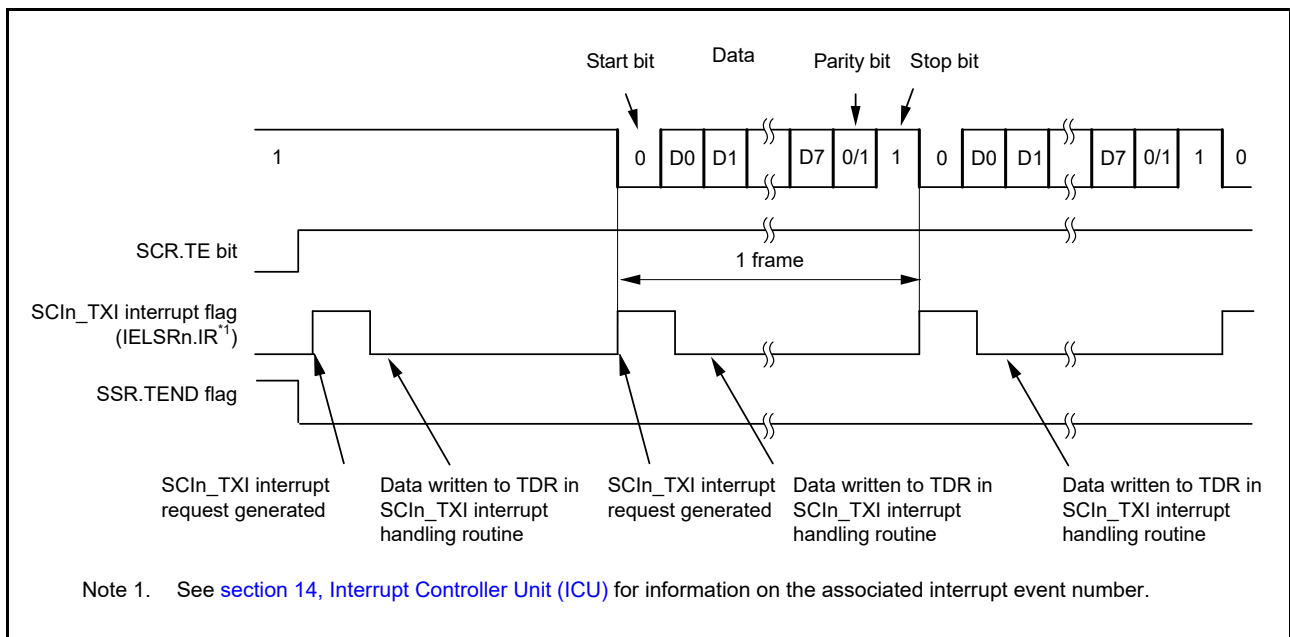 Start bit Data Parity bit Stop bit
1 0 D0 D1 D7 0/1 1 0 D0 D1 D7 0/1 1 0
SCR.TE bit
1 frame
SCIn_TXI interrupt flag
(IELSRn.IR*1)
SSR.TEND flag
SCIn_TXI interrupt
request generated
Data written to TDR in
SCIn_TXI interrupt
handling routine
SCIn_TXI interrupt
request generated
Data written to TDR in
SCIn_TXI interrupt
handling routine
Data written to TDR in
SCIn_TXI interrupt
handling routine
Note 1. See section 14, Interrupt Controller Unit (ICU) for information on the associated interrupt event number.